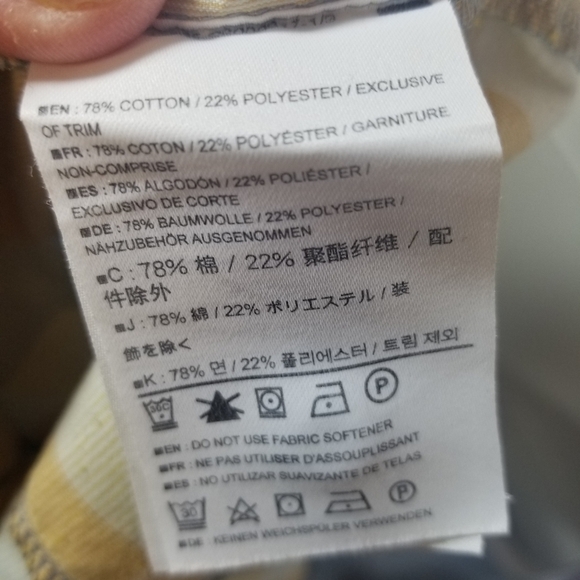 EN : 78% COTTON / 22% POLYESTER / EXCLUSIVE
OF TRIM
FR : 78% COTON / 22% POLYÉSTER / GARNITURE
NON-COMPRISE
ES : 78% ALGODÓN / 22% POLIÉSTER /
EXCLUSIVO DE CORTE
DE : 78% BAUMWOLLE / 22% POLYESTER /
NÄHZUBEHÖR AUSGENOMMEN
C : 78% 棉 / 22% 聚酯纤维 / 配
件除外
J : 78% 綿 / 22% ポリエステル / 装
飾を除く
K : 78% 면 / 22% 폴리에스터 / 트림 제외
30C P
EN : DO NOT USE FABRIC SOFTENER
FR : NE PAS UTILISER D'ASSOUPLISSANT
ES : NO UTILIZAR SUAVIZANTE DE TELAS
30 P
DE : KEINEN WEICHSPÜLER VERWENDEN